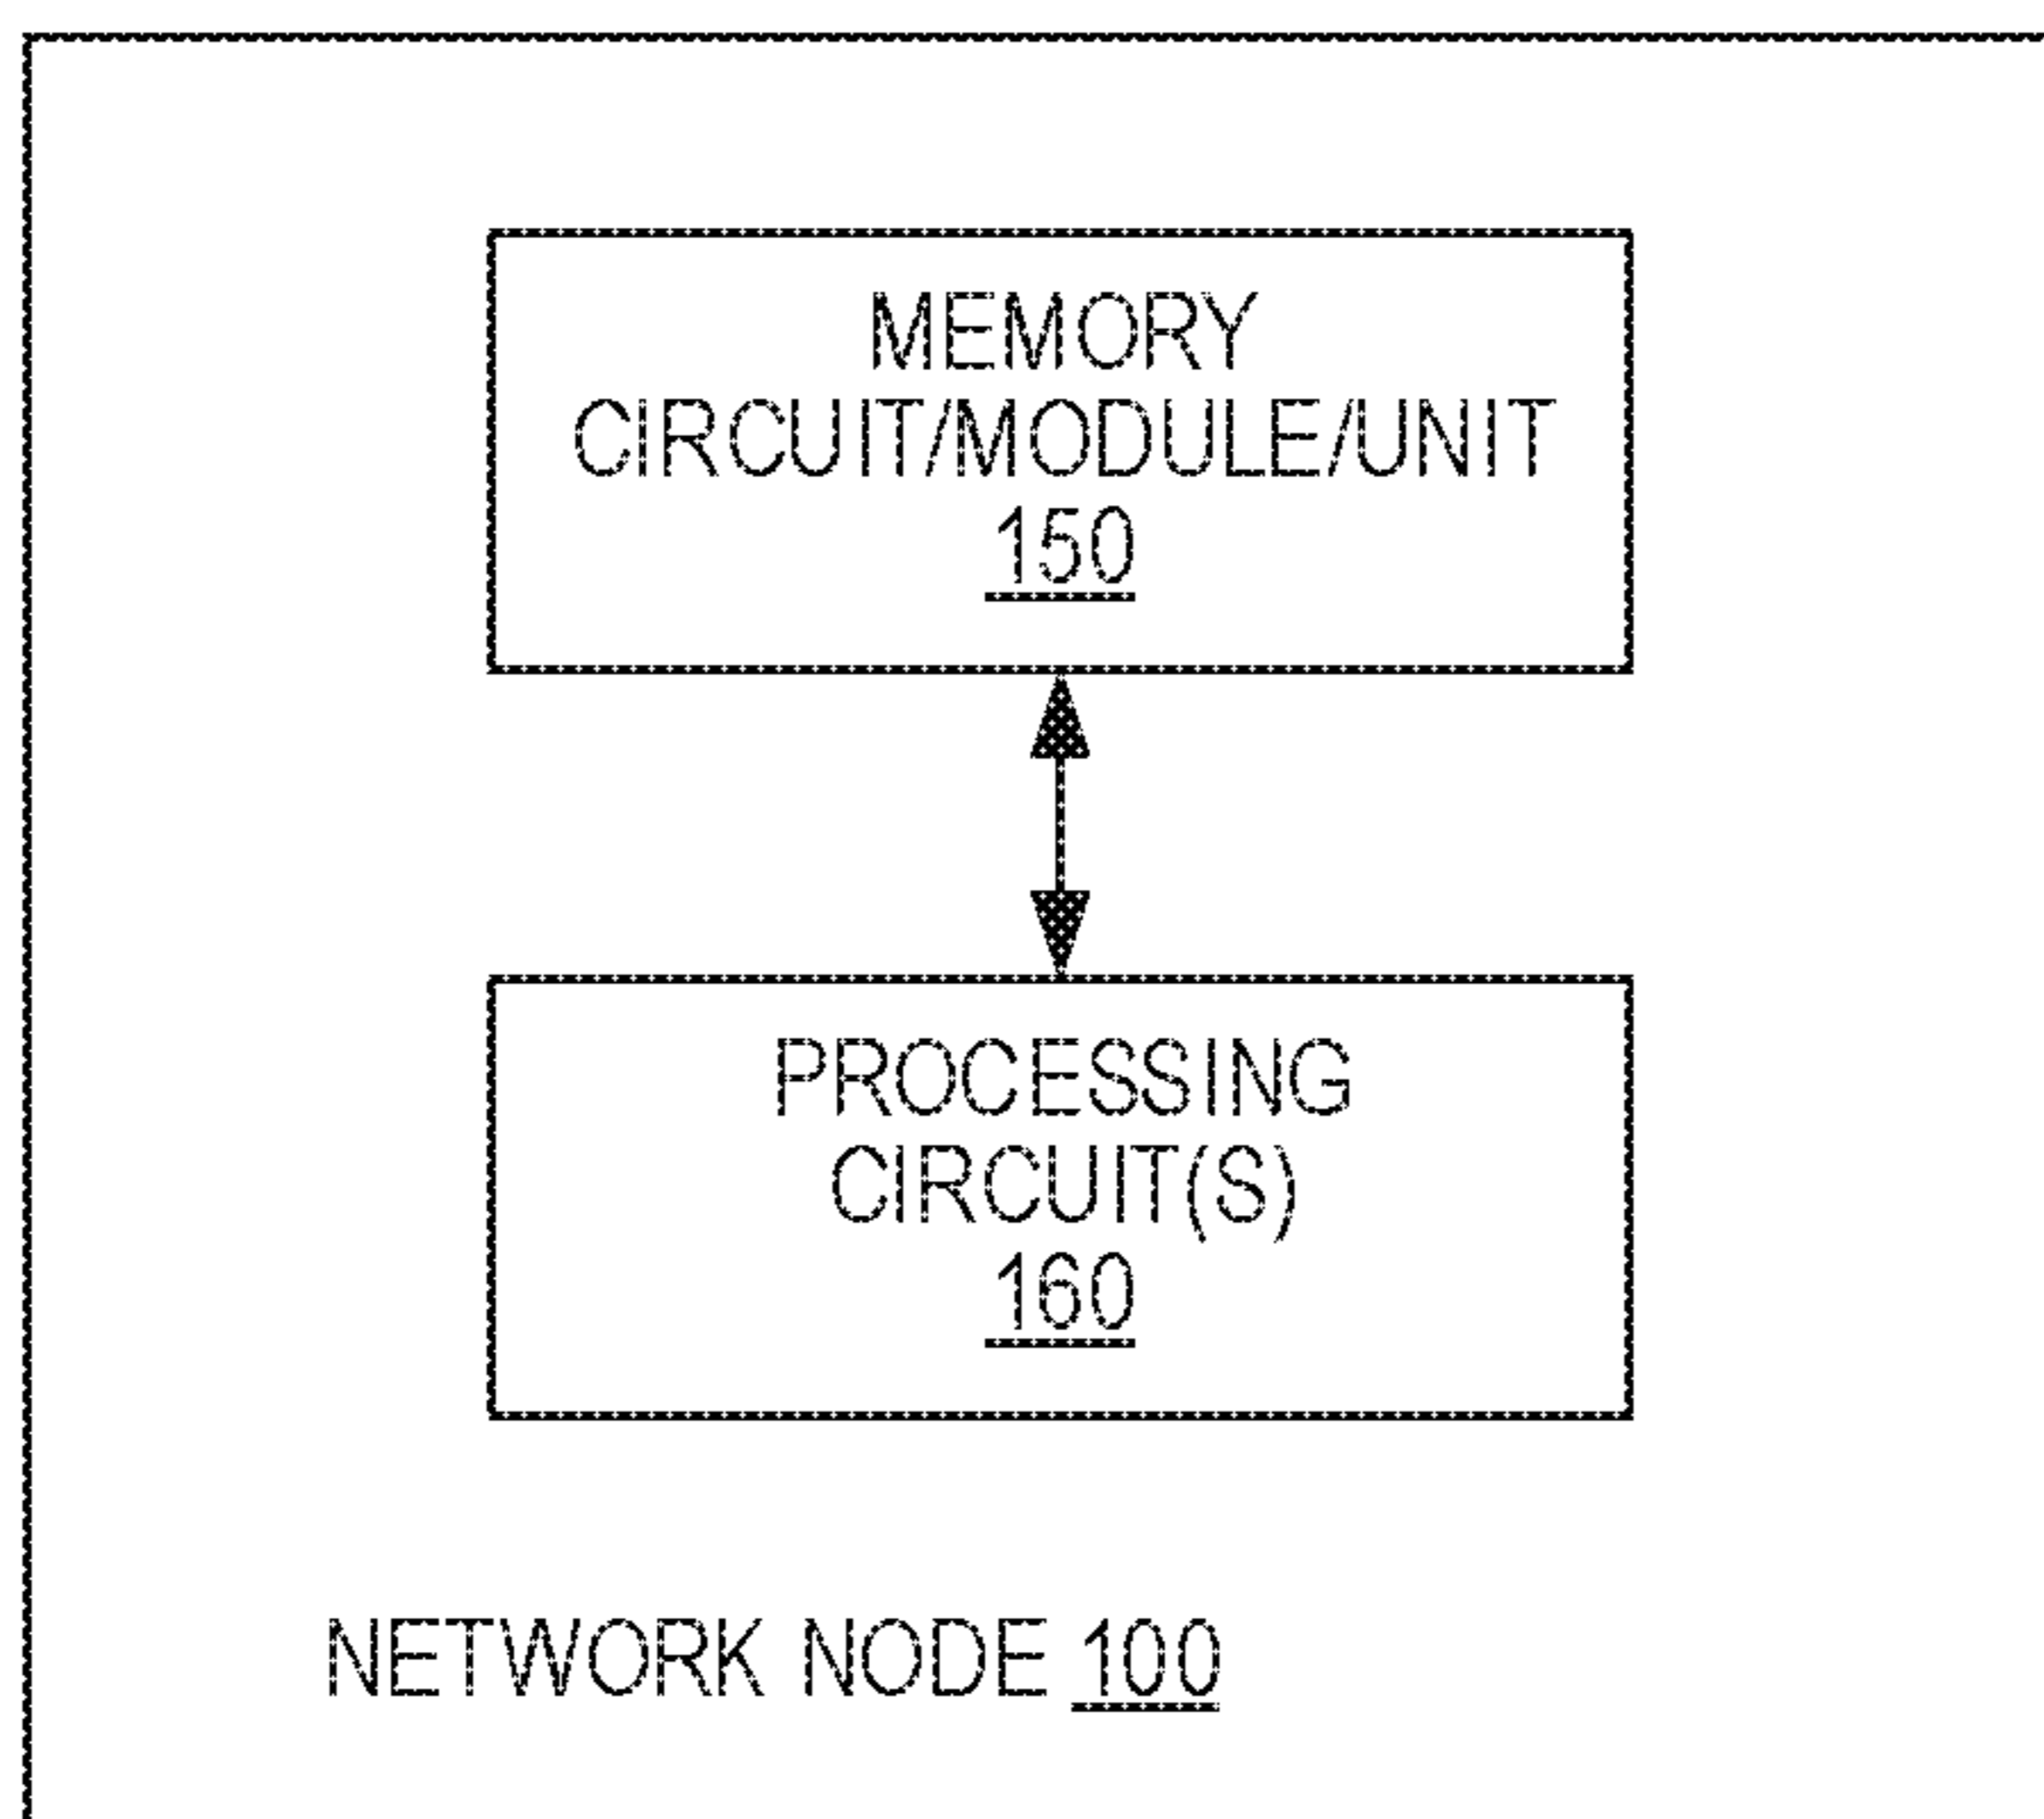 MEMORY
CIRCUIT/MODULE/UNIT
150
PROCESSING
CIRCUIT(S)
160
NETWORK NODE 100